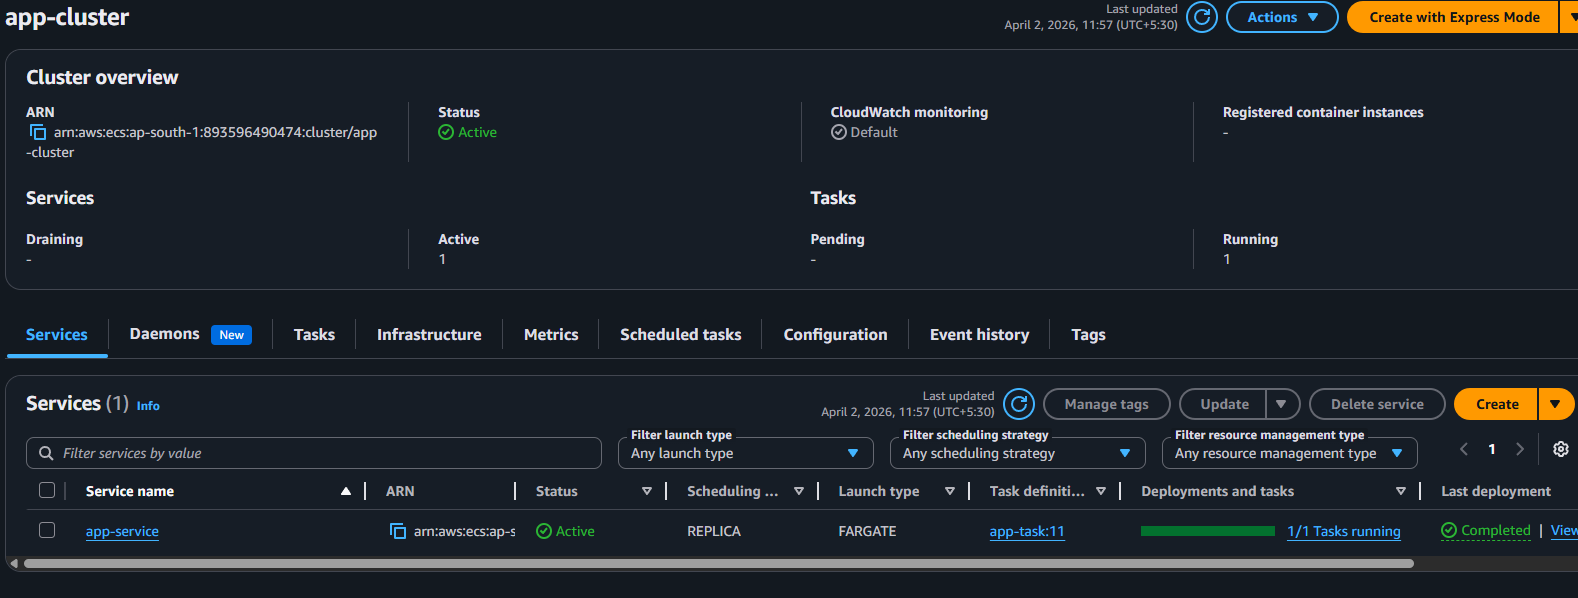 app-cluster
Last updated
April 2, 2026, 11:57 (UTC+5:30)
Actions
Create with Express Mode
Cluster overview
ARN
arn:aws:ecs:ap-south-1:893596490474:cluster/app
-cluster
Status
Active
CloudWatch monitoring
Default
Registered container instances
-
Services
Tasks
Draining
-
Active
1
Pending
-
Running
1
Services
Daemons New
Tasks
Infrastructure
Metrics
Scheduled tasks
Configuration
Event history
Tags
Services (1) Info
Last updated
April 2, 2026, 11:57 (UTC+5:30)
Manage tags
Update
Delete service
Create
Filter services by value
Filter launch type
Any launch type
Filter scheduling strategy
Any scheduling strategy
Filter resource management type
Any resource management type
1
Service name
ARN
Status
Scheduling ...
Launch type
Task definiti...
Deployments and tasks
Last deployment
app-service
arn:aws:ecs:ap-s
Active
REPLICA
FARGATE
app-task:11
1/1 Tasks running
Completed | View